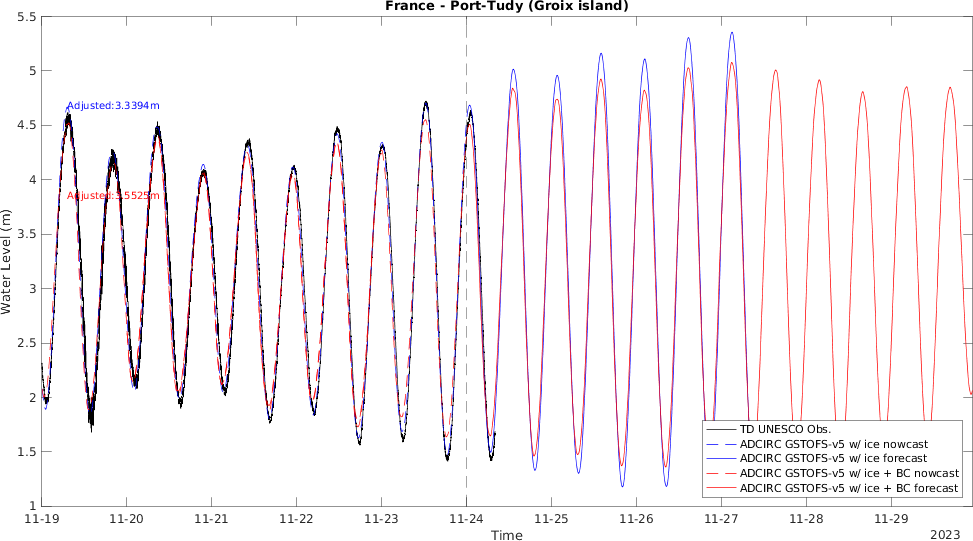 France - Port-Tudy (Groix island)
5.5
5
4.5
4
3.5
3
2.5
2
1.5
1
Water Level (m)
Adjusted:3.3394m
Adjusted:3.5525m
TD UNESCO Obs.
ADCIRC GSTOFS-v5 w/ ice nowcast
ADCIRC GSTOFS-v5 w/ ice forecast
ADCIRC GSTOFS-v5 w/ ice + BC nowcast
ADCIRC GSTOFS-v5 w/ ice + BC forecast
11-19 11-20 11-21 11-22 11-23 11-24 11-25 11-26 11-27 11-28 11-29
Time
2023